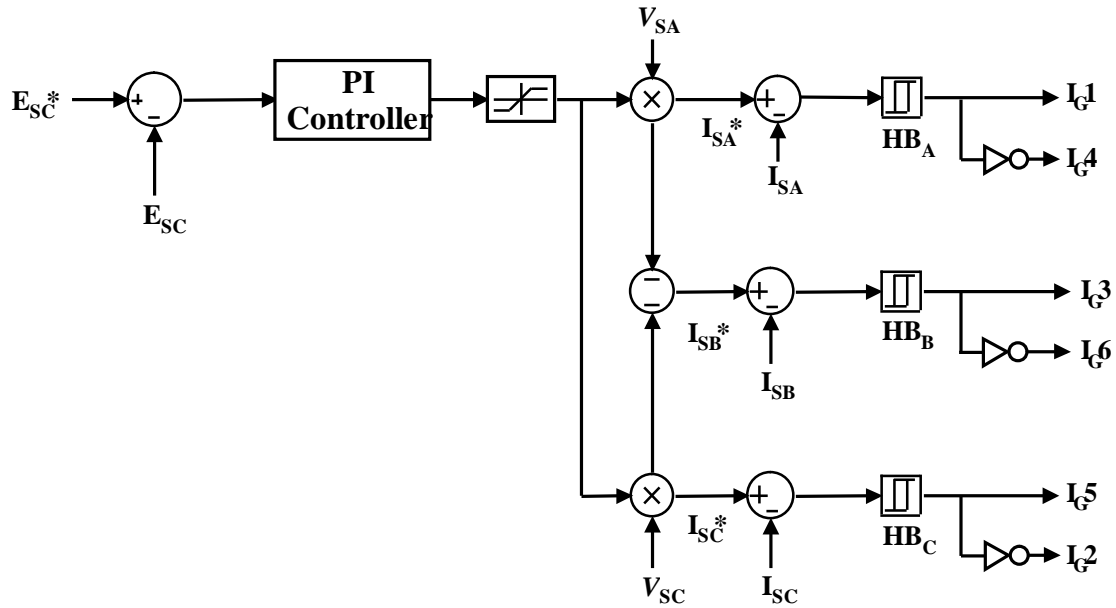 V_SA
E_SC*
+
−
PI
Controller
×
I_SA*
+
−
I_SA
HB_A
I_G1
I_G4
E_SC
−
−
I_SB*
+
−
I_SB
HB_B
I_G3
I_G6
×
I_SC*
+
−
I_SC
HB_C
I_G5
I_G2
V_SC